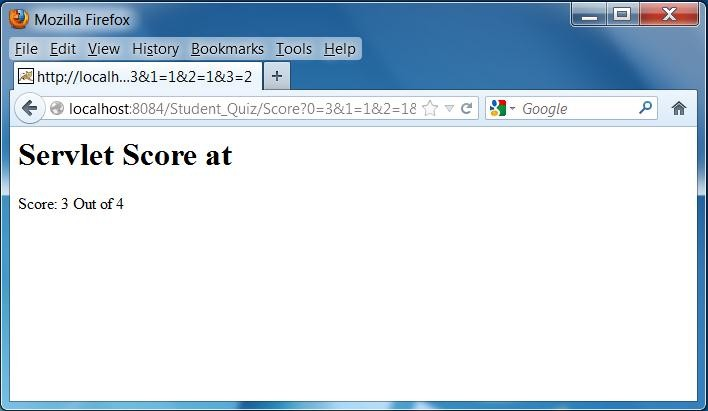 Mozilla Firefox
File Edit View History Bookmarks Tools Help
http://localh...3&1=1&2=1&3=2
localhost:8084/Student_Quiz/Score?0=3&1=1&2=1&
Google
Servlet Score at
Score: 3 Out of 4